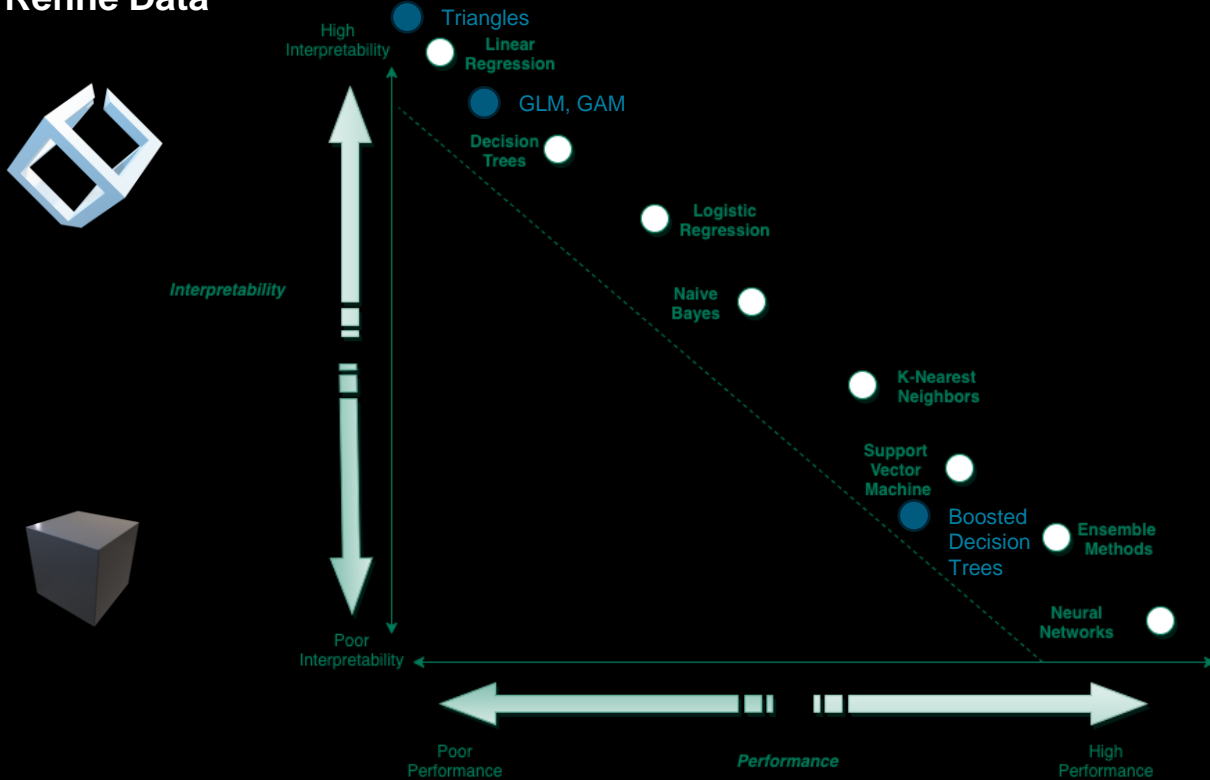 Refine Data
High
Interpretability
Triangles
Linear
Regression
GLM, GAM
Decision
Trees
Logistic
Regression
Interpretability
Naive
Bayes
K-Nearest
Neighbors
Support
Vector
Machine
Boosted
Decision
Trees
Ensemble
Methods
Neural
Networks
Poor
Interpretability
Poor
Performance
Performance
High
Performance